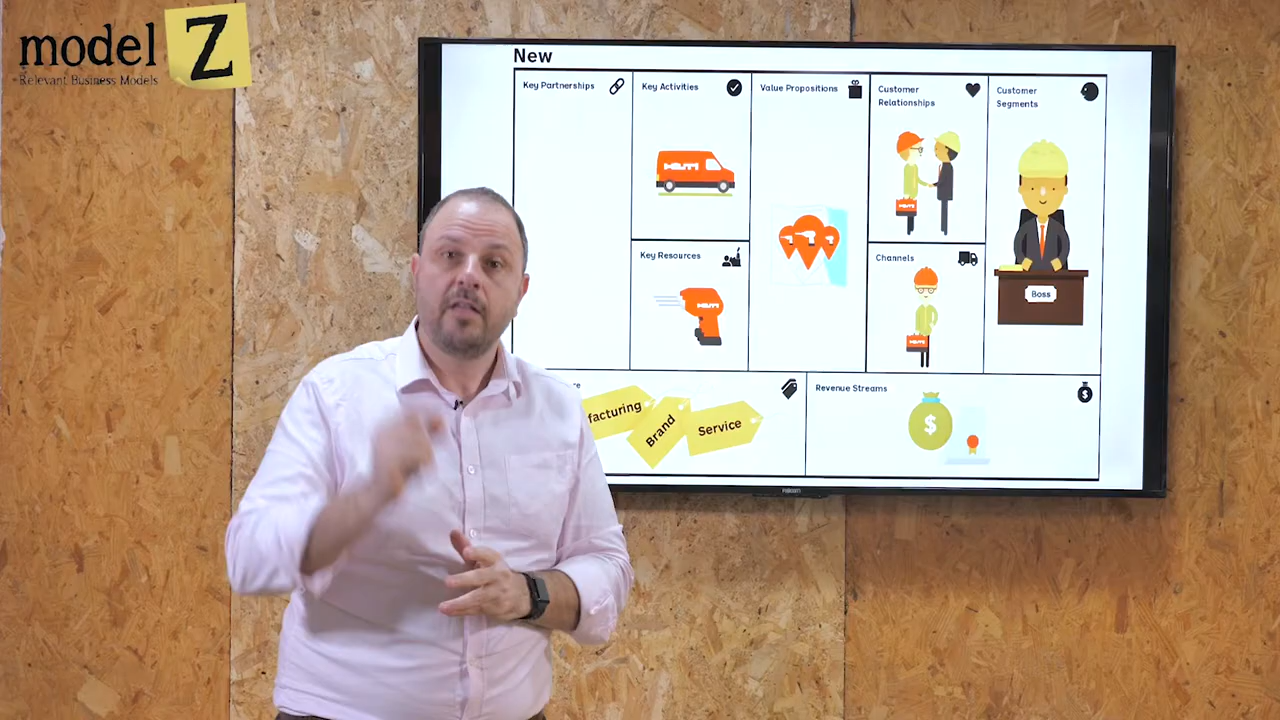 model Z
Relevant Business Models
New
Key Partnerships
Key Activities
Value Propositions
Customer
Relationships
Customer
Segments
Key Resources
Channels
Boss
re
facturing
Brand
Service
Revenue Streams
$
$